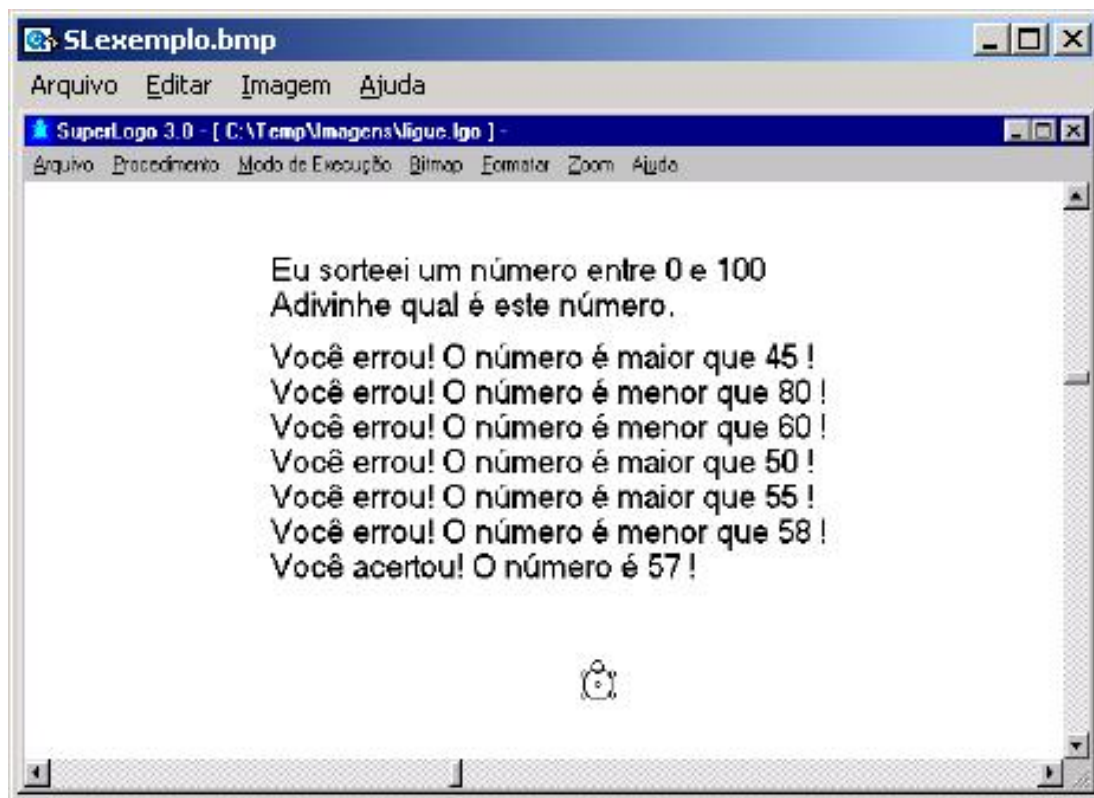 SLexemplo.bmp
Arquivo Editar Imagem Ajuda
SuperLogo 3.0 - [ C:\Temp\Imagens\ligue.lgo ] -
Arquivo Procedimento Modo de Execução Bitmap Formatar Zoom Ajuda
Eu sorteei um número entre 0 e 100
Adivinhe qual é este número.
Você errou! O número é maior que 45 !
Você errou! O número é menor que 80 !
Você errou! O número é menor que 60 !
Você errou! O número é maior que 50 !
Você errou! O número é maior que 55 !
Você errou! O número é menor que 58 !
Você acertou! O número é 57 !